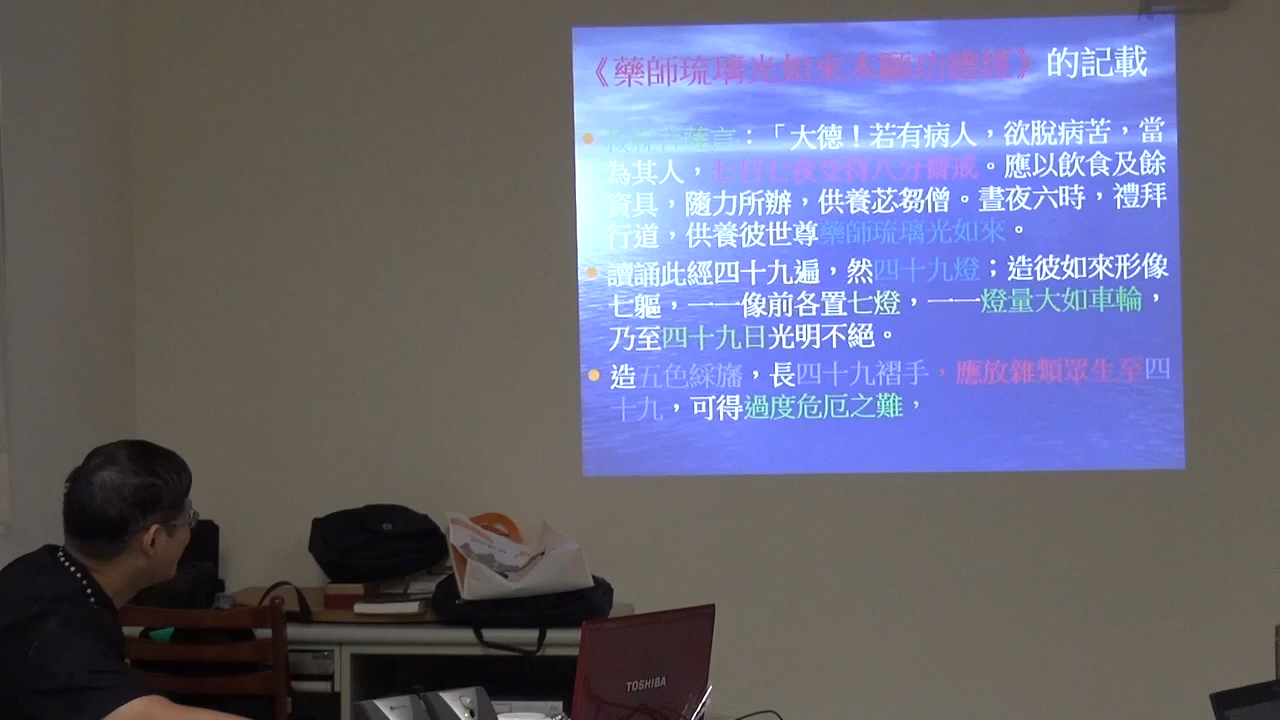 《藥師琉璃光如來本願功德經》的記載
救脫菩薩言：「大德！若有病人，欲脫病苦，當
為其人，七日七夜受持八分齋戒。應以飲食及餘
資具，隨力所辦，供養苾芻僧。晝夜六時，禮拜
行道，供養彼世尊藥師琉璃光如來。
讀誦此經四十九遍，然四十九燈；造彼如來形像
七軀，一一像前各置七燈，一一燈量大如車輪，
乃至四十九日光明不絕。
造五色綵旛，長四十九褶手，應放雜類眾生至四
十九，可得過度危厄之難，
TOSHIBA